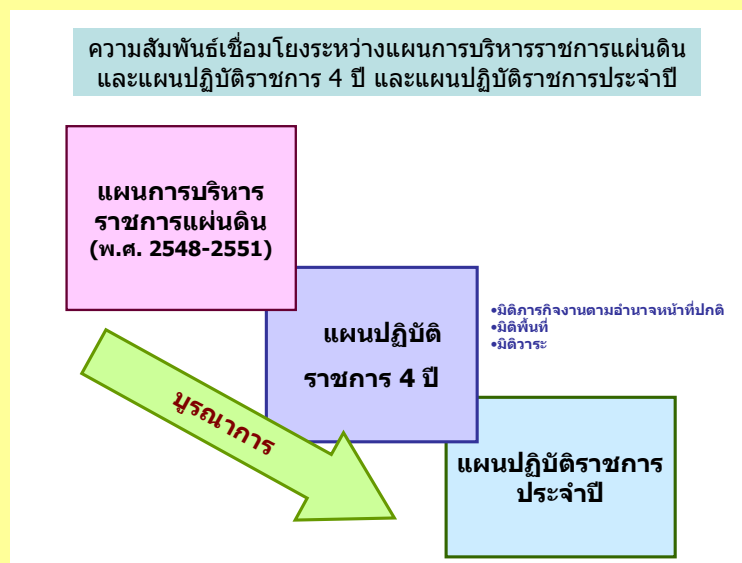 ความสัมพันธ์เชื่อมโยงระหว่างแผนการบริหารราชการแผ่นดิน
และแผนปฏิบัติราชการ 4 ปี และแผนปฏิบัติราชการประจำปี
แผนการบริหาร
ราชการแผ่นดิน
(พ.ศ. 2548-2551)
แผนปฏิบัติ
ราชการ 4 ปี
•มิติภารกิจงานตามอำนาจหน้าที่ปกติ
•มิติพื้นที่
•มิติวาระ
บูรณาการ
แผนปฏิบัติราชการ
ประจำปี